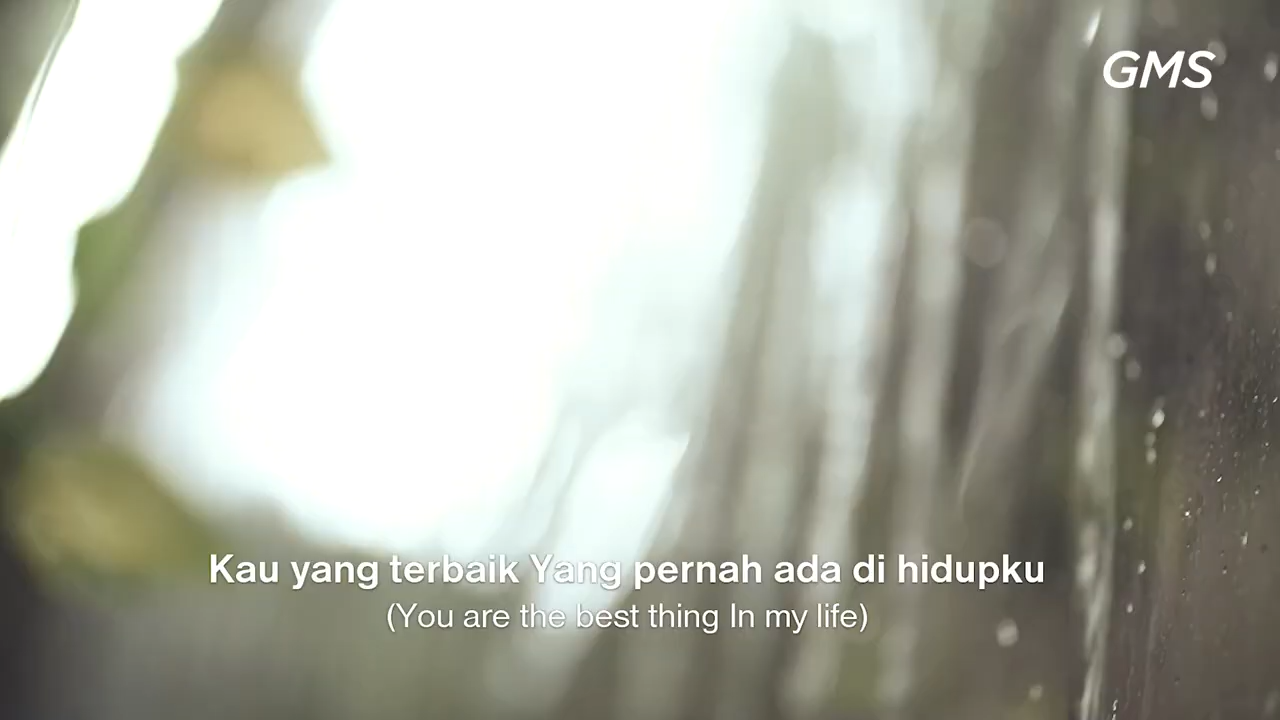 GMS
Kau yang terbaik Yang pernah ada di hidupku
(You are the best thing In my life)